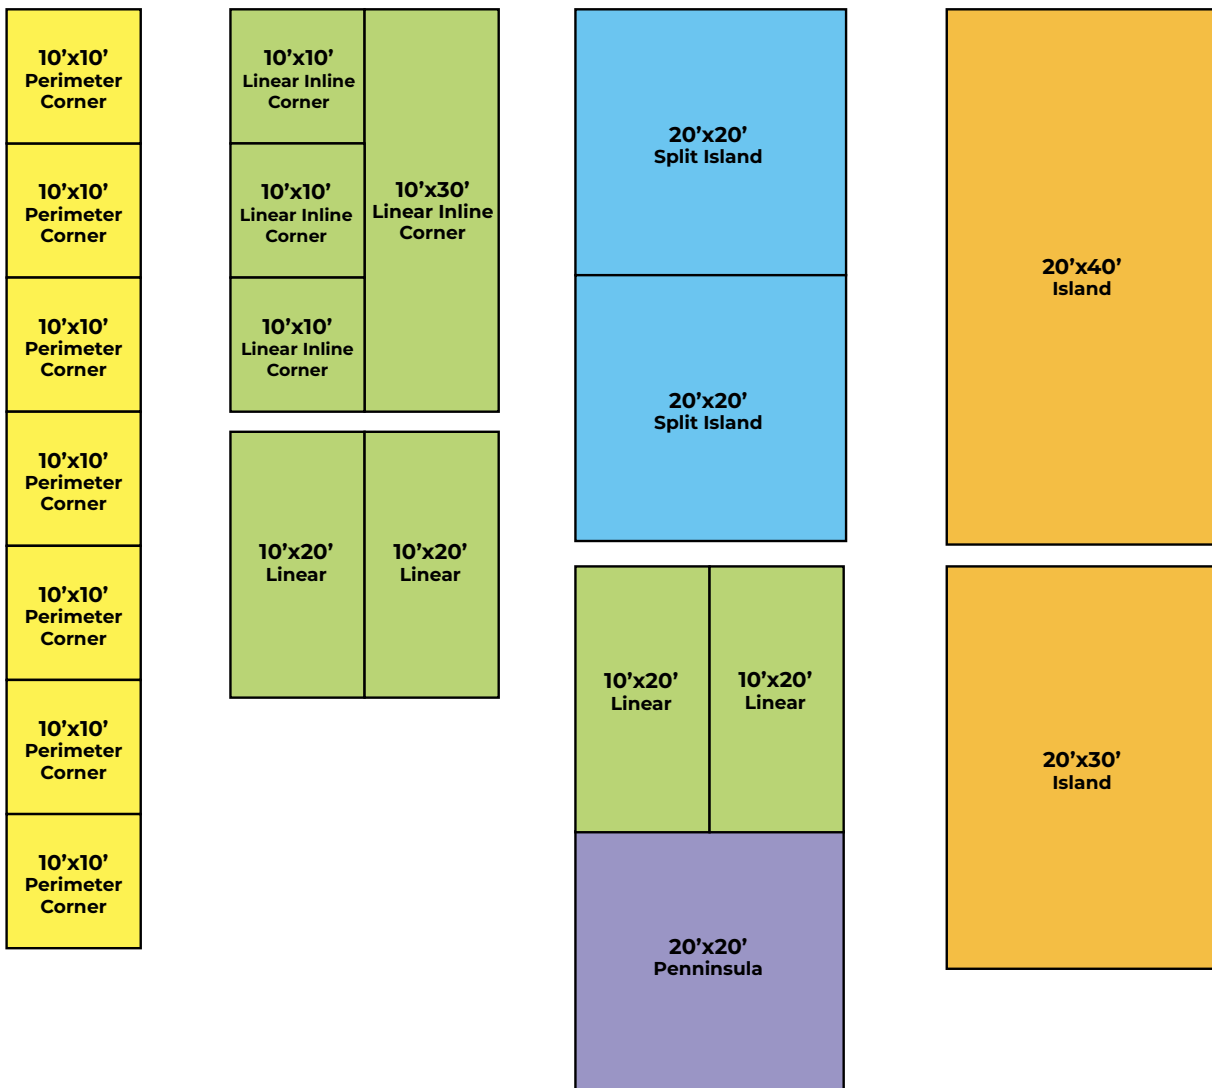 10’x10’
Perimeter
Corner
10’x10’
Perimeter
Corner
10’x10’
Perimeter
Corner
10’x10’
Perimeter
Corner
10’x10’
Perimeter
Corner
10’x10’
Perimeter
Corner
10’x10’
Perimeter
Corner
10’x10’
Linear Inline
Corner
10’x10’
Linear Inline
Corner
10’x10’
Linear Inline
Corner
10’x30’
Linear Inline
Corner
10’x20’
Linear
10’x20’
Linear
20’x20’
Split Island
20’x20’
Split Island
10’x20’
Linear
10’x20’
Linear
20’x20’
Penninsula
20’x40’
Island
20’x30’
Island